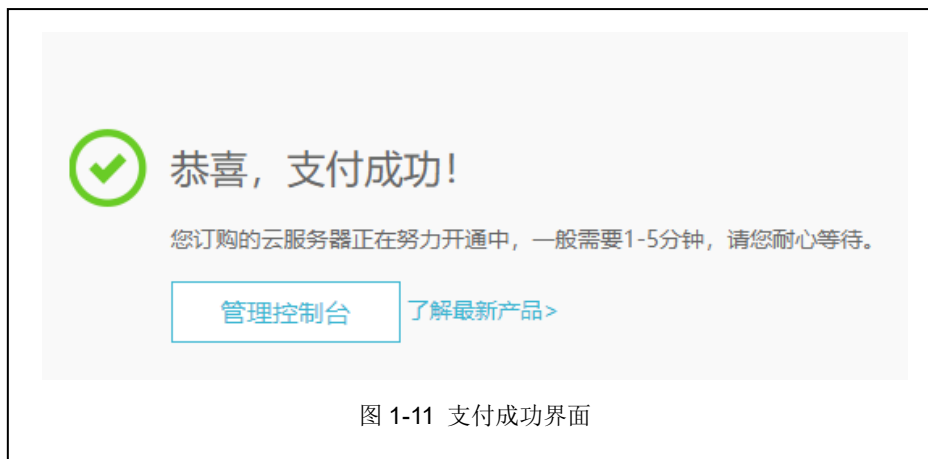 恭喜，支付成功！
您订购的云服务器正在努力开通中，一般需要1-5分钟，请您耐心等待。
管理控制台 了解最新产品>
图 1-11 支付成功界面